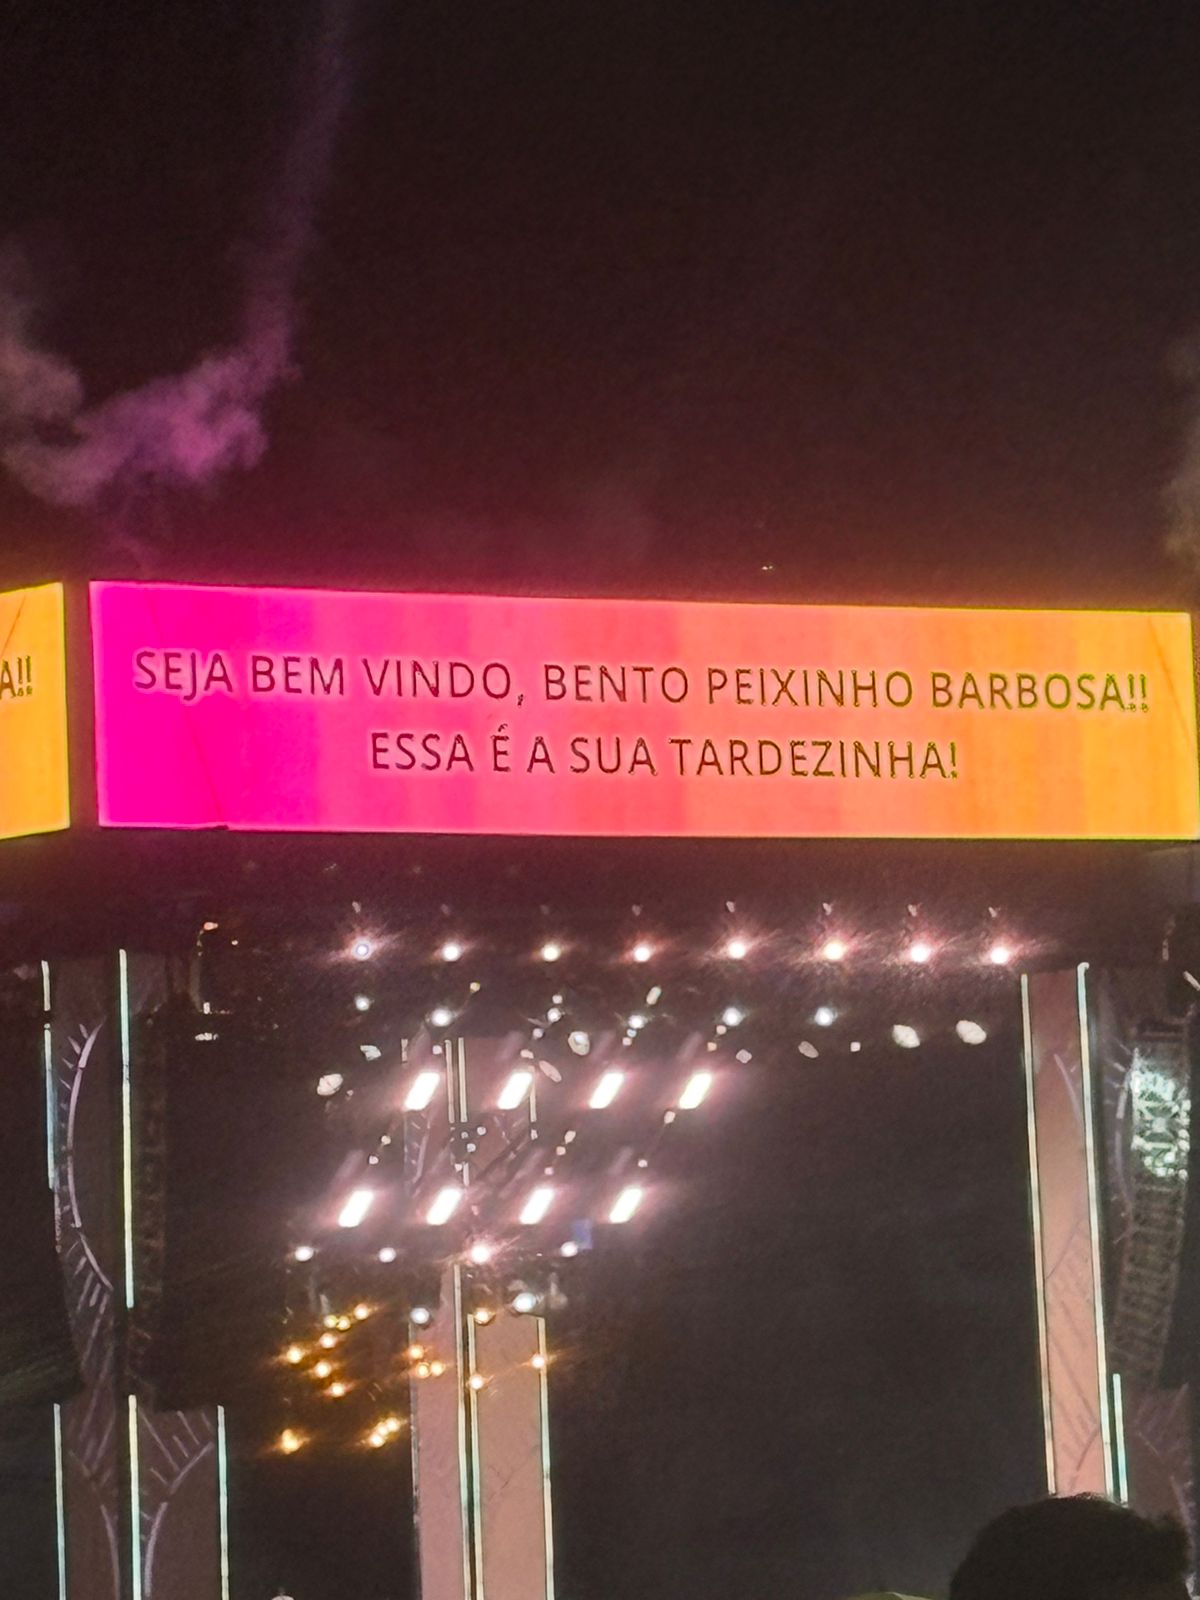 A!!
SEJA BEM VINDO, BENTO PEIXINHO BARBOSA!!
ESSA É A SUA TARDEZINHA!